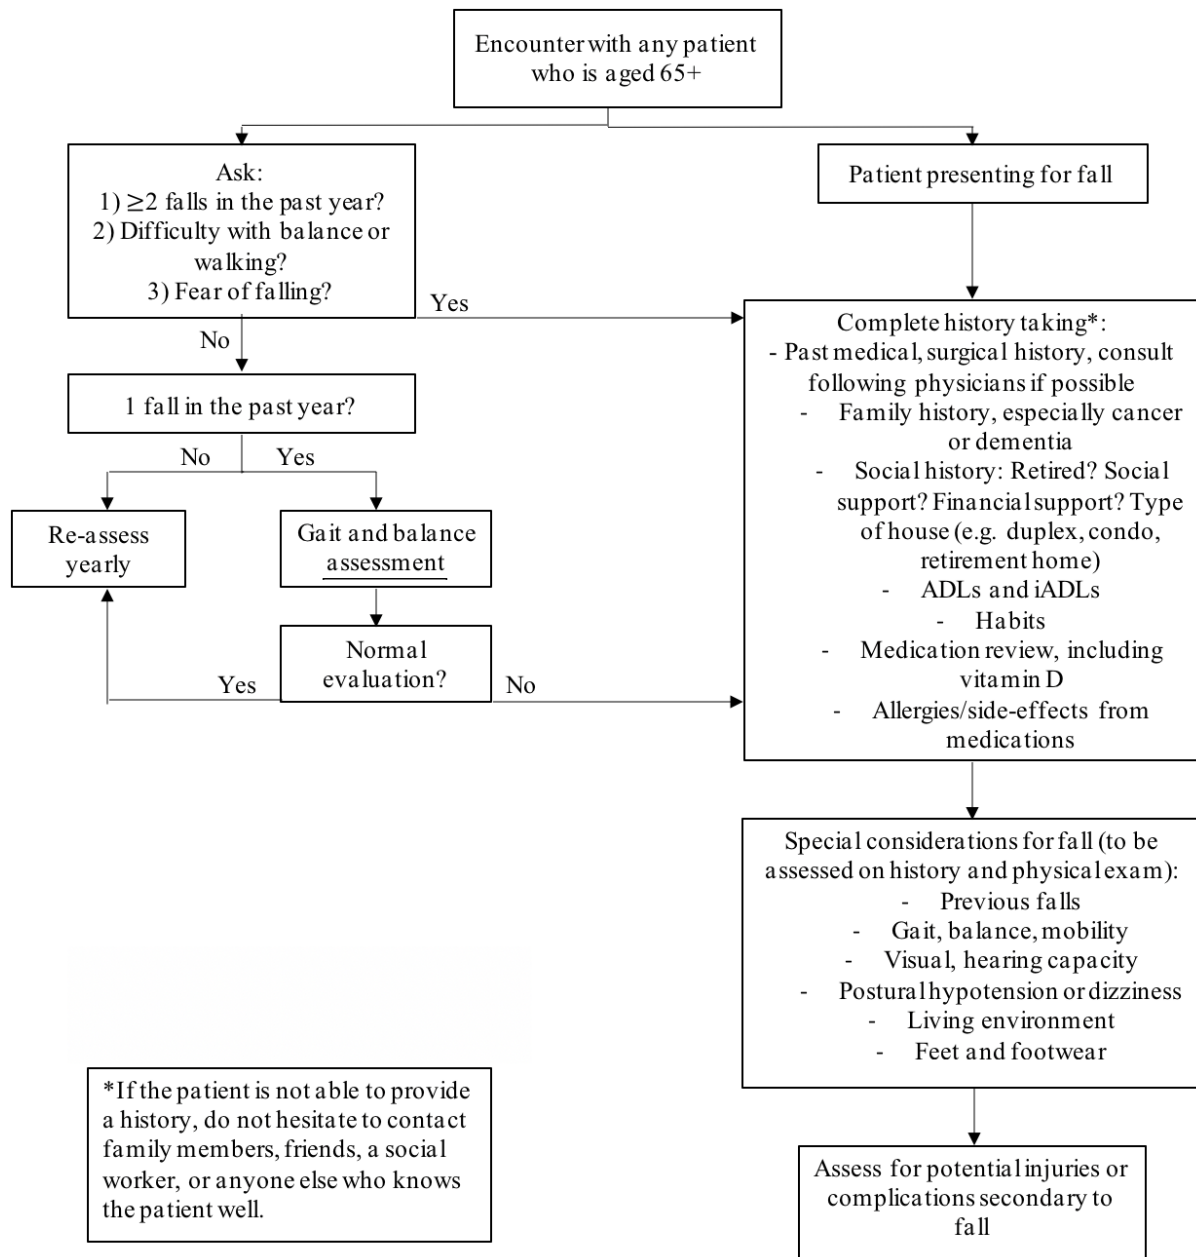 Encounter with any patient
who is aged 65+
Ask:
1) ≥2 falls in the past year?
2) Difficulty with balance or
walking?
3) Fear of falling?
Patient presenting for fall
Yes
No
1 fall in the past year?
No
Yes
Re-assess
yearly
Gait and balance
assessment
Normal
evaluation?
Yes
No
Complete history taking*:
- Past medical, surgical history, consult
following physicians if possible
- Family history, especially cancer
or dementia
- Social history: Retired? Social
support? Financial support? Type
of house (e.g. duplex, condo,
retirement home)
- ADLs and iADLs
- Habits
- Medication review, including
vitamin D
- Allergies/side-effects from
medications
Special considerations for fall (to be
assessed on history and physical exam):
- Previous falls
- Gait, balance, mobility
- Visual, hearing capacity
- Postural hypotension or dizziness
- Living environment
- Feet and footwear
*If the patient is not able to provide
a history, do not hesitate to contact
family members, friends, a social
worker, or anyone else who knows
the patient well.
Assess for potential injuries or
complications secondary to
fall